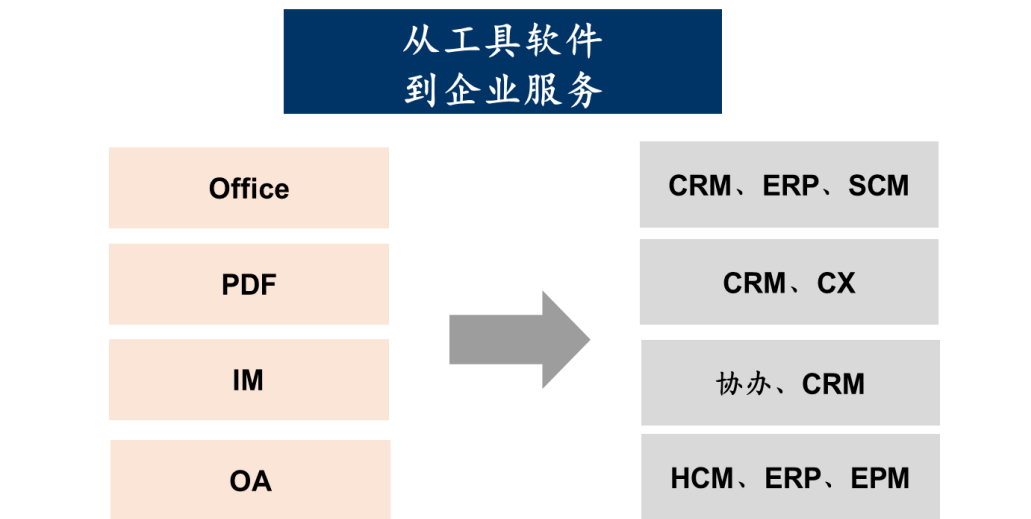 从工具软件
到企业服务
Office
CRM、ERP、SCM
PDF
CRM、CX
IM
协办、CRM
OA
HCM、ERP、EPM